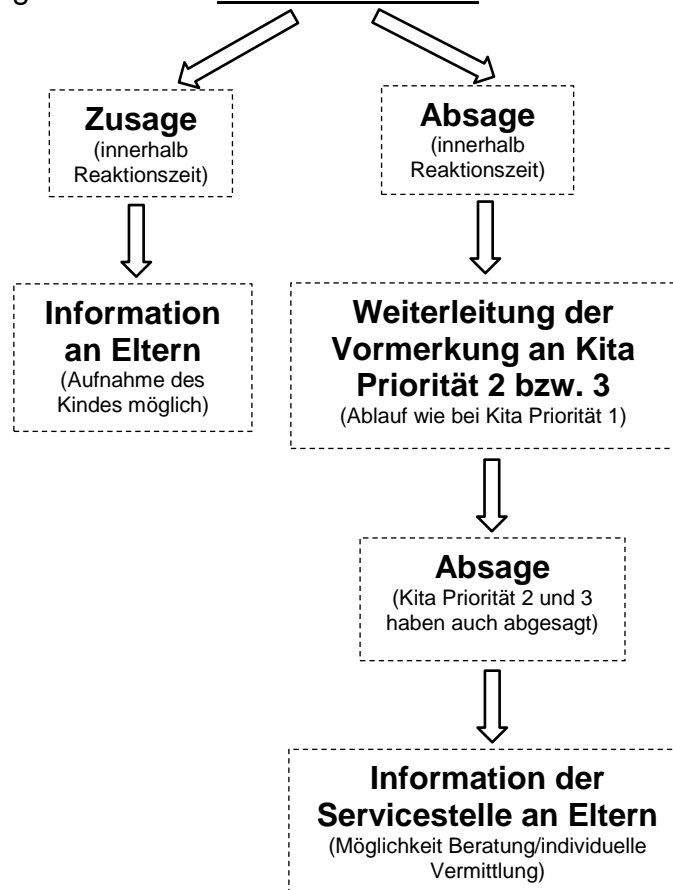 Zusage
(innerhalb
Reaktionszeit)
Absage
(innerhalb
Reaktionszeit)
Information
an Eltern
(Aufnahme des
Kindes möglich)
Weiterleitung der
Vormerkung an Kita
Priorität 2 bzw. 3
(Ablauf wie bei Kita Priorität 1)
Absage
(Kita Priorität 2 und 3
haben auch abgesagt)
Information der
Servicestelle an Eltern
(Möglichkeit Beratung/individuelle
Vermittlung)